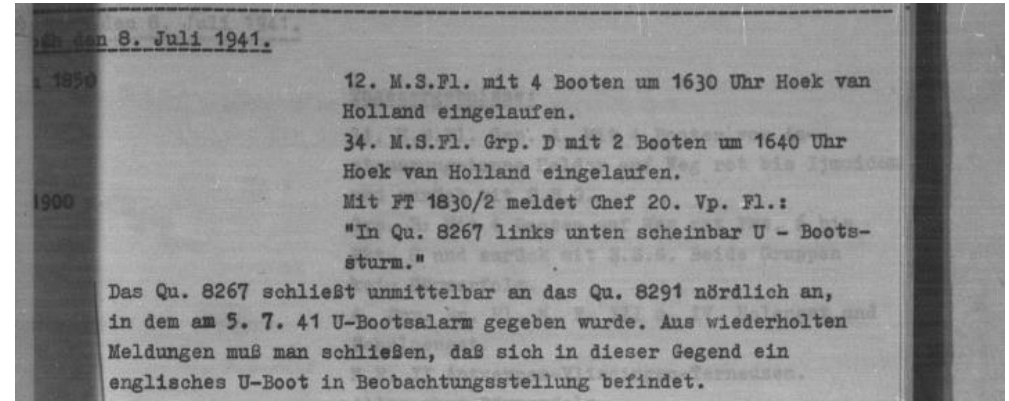 den 8. Juli 1941.
1850 12. M.S.Fl. mit 4 Booten um 1630 Uhr Hoek van
Holland eingelaufen.
34. M.S.Fl. Grp. D mit 2 Booten um 1640 Uhr
Hoek van Holland eingelaufen.
1900 Mit FT 1830/2 meldet Chef 20. Vp. Fl.:
"In Qu. 8267 links unten scheinbar U - Boots-
sturm."
Das Qu. 8267 schließt unmittelbar an das Qu. 8291 nördlich an,
in dem am 5. 7. 41 U-Bootsalarm gegeben wurde. Aus wiederholten
Meldungen muß man schließen, daß sich in dieser Gegend ein
englisches U-Boot in Beobachtungsstellung befindet.